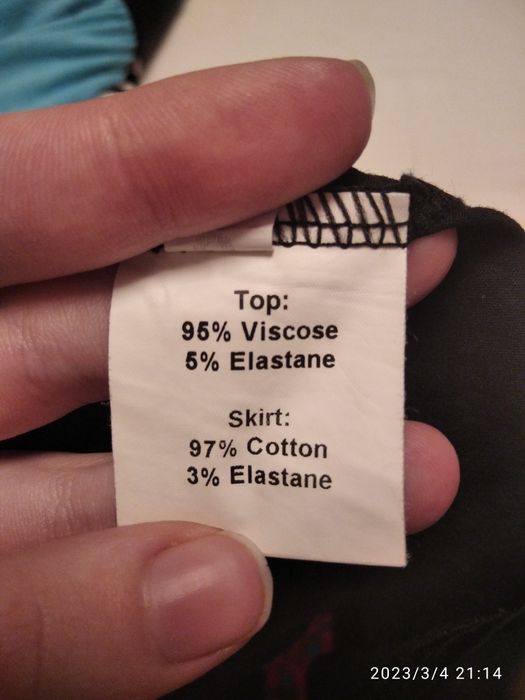 Top:
95% Viscose
5% Elastane
Skirt:
97% Cotton
3% Elastane
2023/3/4 21:14